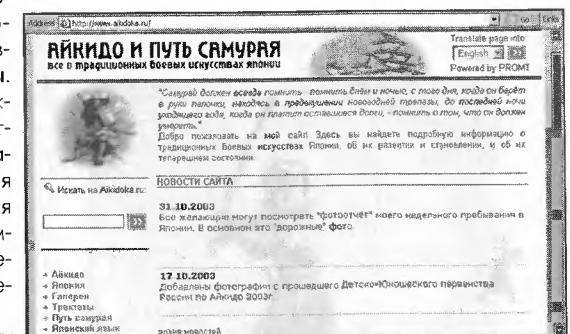 Address http://www.aikidoka.ru/
Go Links
АЙКИДО И ПУТЬ САМУРАЯ
все о традиционных боевых искусствах японии
Translate page into
English
Powered by PROMT
"Самурай должен всегда помнить - помнить днём и ночью, с того дня, когда он берёт
в руки палочки, находясь в предвкушении новогодней трапезы, до последней ночи
уходящего года, когда он платит оставшиеся долги, - помнить о том, что он должен
умереть."
Добро пожаловать на мой сайт! Здесь вы найдете подробную информацию о
традиционных боевых искусствах Японии, об их развитии и становлении, и об их
теперешнем состоянии.
Искать на Aikidoka.ru:
НОВОСТИ САЙТА
31.10.2003
Все желающие могут посмотреть "фотоотчёт" моего недельного пребывания в
Японии. В основном это "дорожные" фото.
17.10.2003
Добавлены фотографии с прошедшего Детско-Юношеского первенства
России по Айкидо 2003г.
архив новостей
Айкидо
Япония
Галерея
Трактаты
Путь самурая
Японский язык